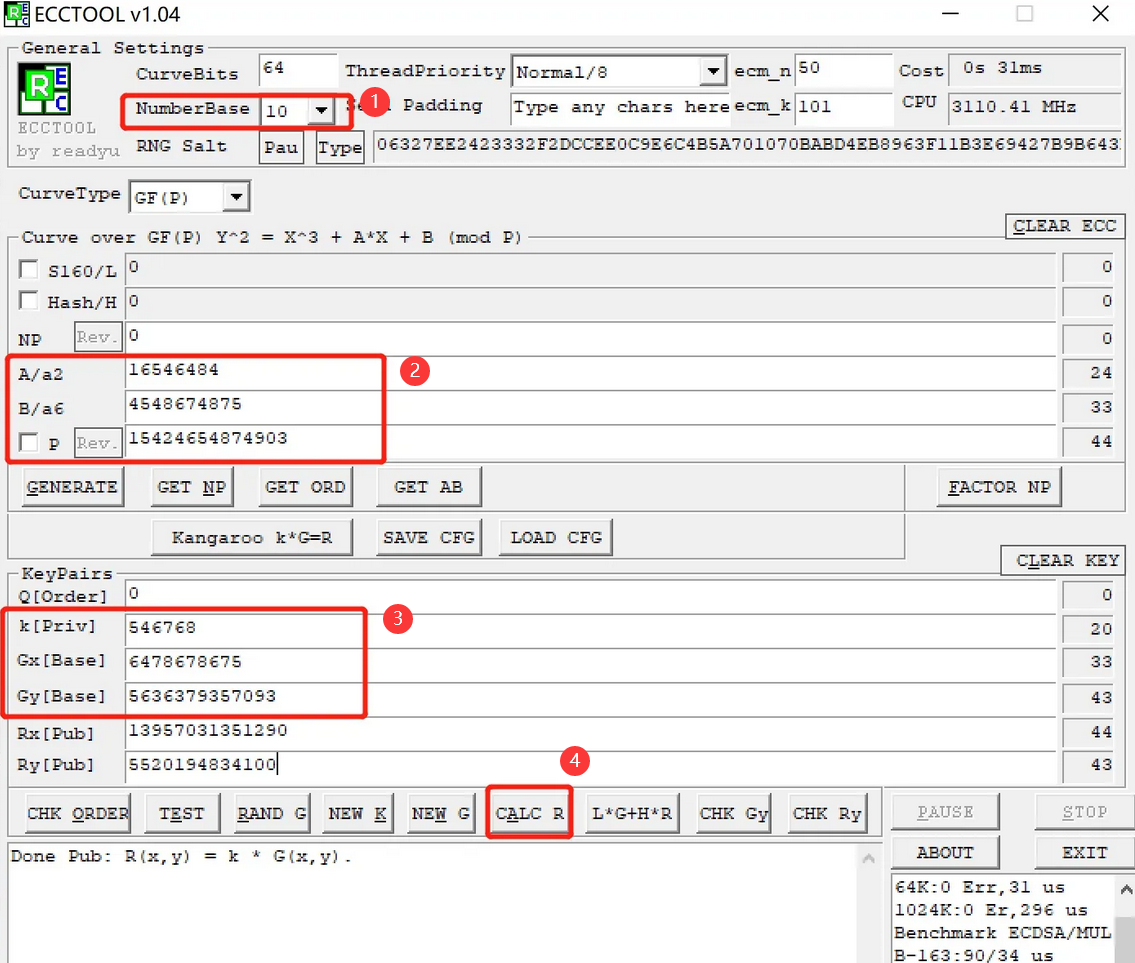 ECCTOOL v1.04
General Settings
CurveBits 64 ThreadPriority Normal/8 ecm_n 50 Cost 0s 31ms
NumberBase 10 1 Padding Type any chars here ecm_k 101 CPU 3110.41 MHz
ECCTOOL
by readyu
RNG Salt Pau Type 06327EE2423332F2DCCEE0C9E6C4B5A701070BABD4EB8963F11B3E69427B9B643
CurveType GF(P)
CLEAR ECC
Curve over GF(P) Y^2 = X^3 + A*X + B (mod P)
S160/L 0 0
Hash/H 0 0
NP Rev. 0 0
A/a2 16546484 2 24
B/a6 4548674875 33
P Rev. 15424654874903 44
GENERATE GET NP GET ORD GET AB FACTOR NP
Kangaroo k*G=R SAVE CFG LOAD CFG
CLEAR KEY
KeyPairs
Q[Order] 0 0
k[Priv] 546768 3 20
Gx[Base] 6478678675 33
Gy[Base] 5636379357093 43
Rx[Pub] 13957031351290 44
Ry[Pub] 5520194834100 43
4
CHK ORDER TEST RAND G NEW K NEW G CALC R L*G+H*R CHK Gy CHK Ry PAUSE STOP
ABOUT EXIT
Done Pub: R(x,y) = k * G(x,y).
64K:0 Err,31 us
1024K:0 Er,296 us
Benchmark ECDSA/MUL
B-163:90/34 us